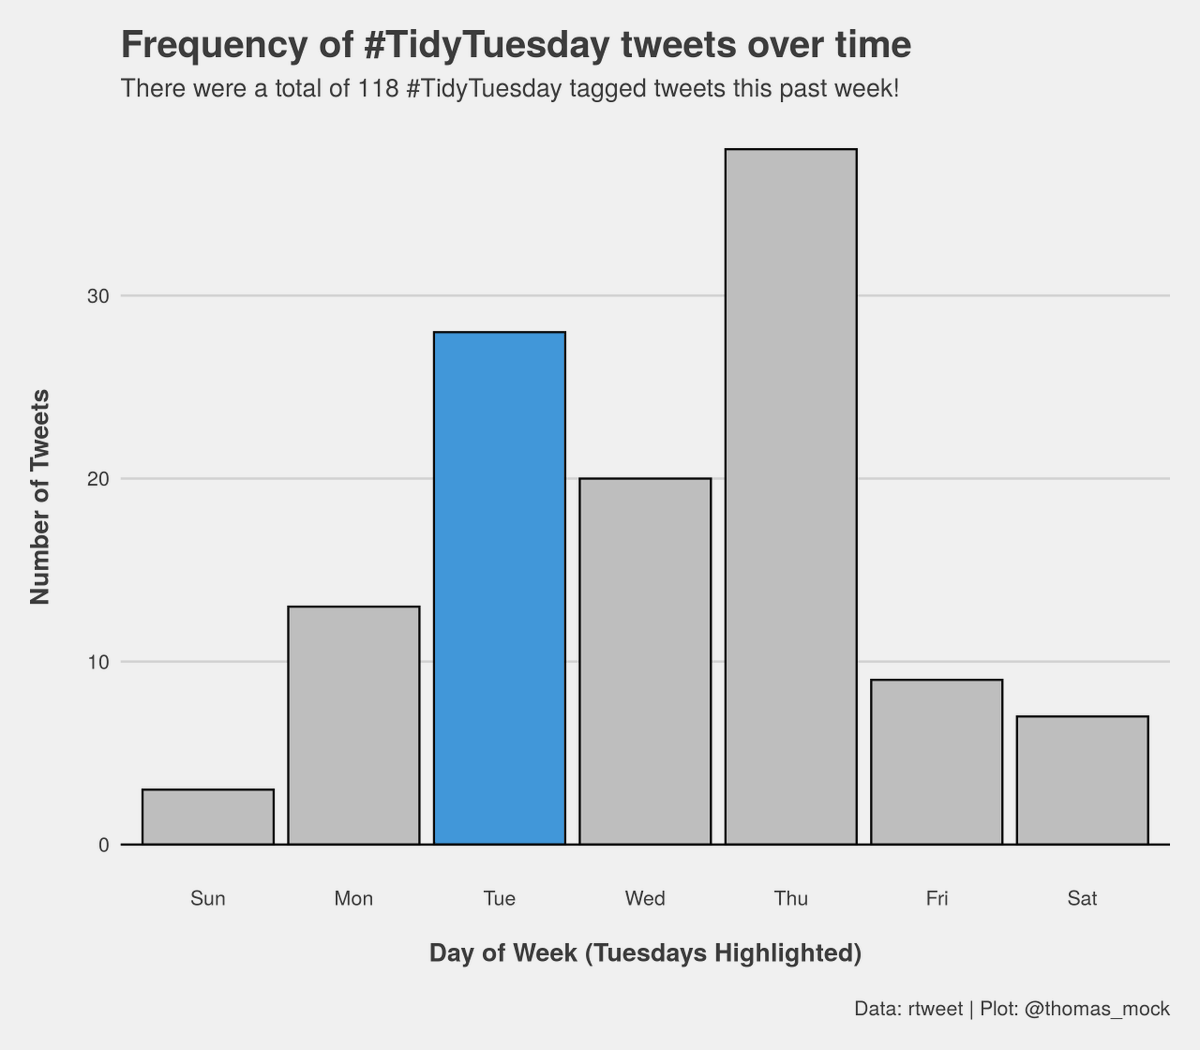 Frequency of #TidyTuesday tweets over time
There were a total of 118 #TidyTuesday tagged tweets this past week!
Number of Tweets
30
20
10
0
Sun Mon Tue Wed Thu Fri Sat
Day of Week (Tuesdays Highlighted)
Data: rtweet | Plot: @thomas_mock